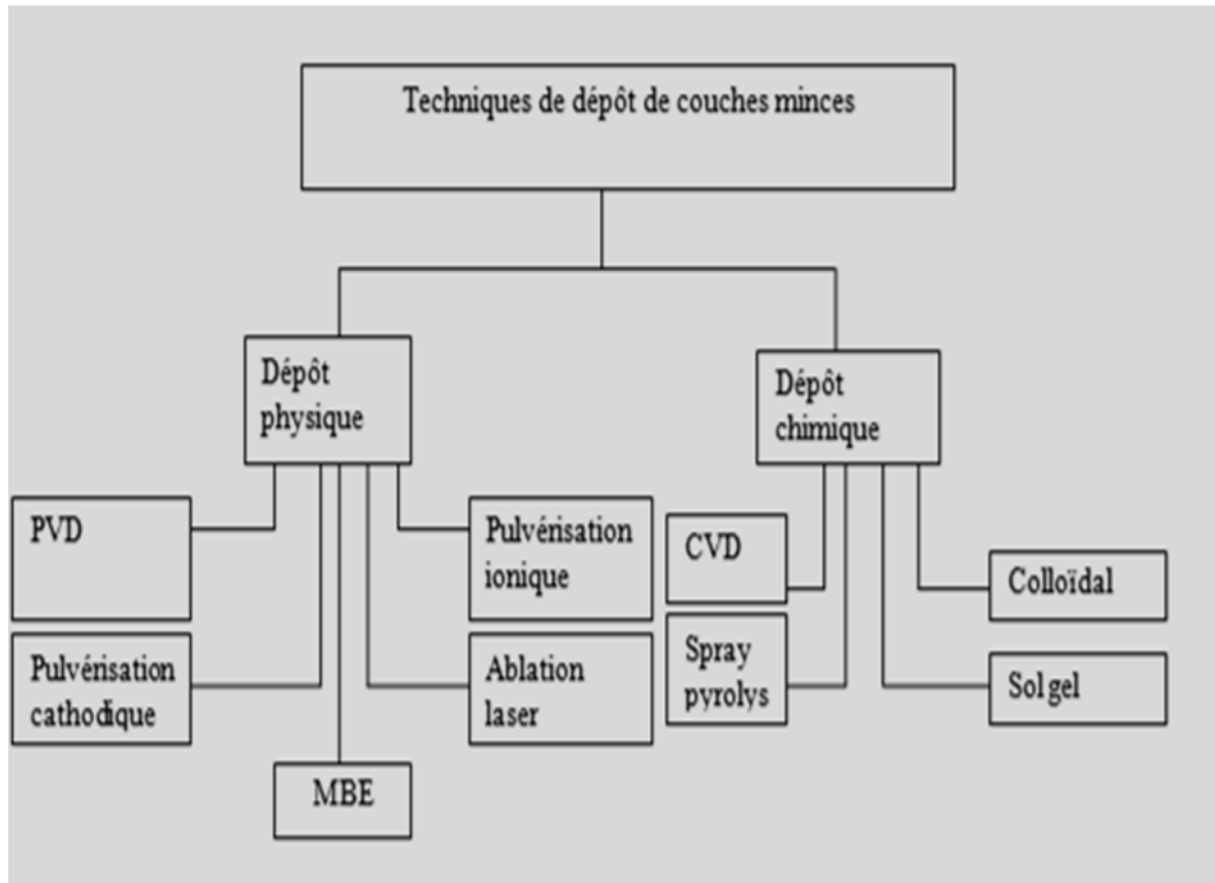 Techniques de dépôt de couches minces
Dépôt
physique
Dépôt
chimique
PVD
Pulvérisation
ionique
CVD
Colloïdal
Pulvérisation
cathodique
Ablation
laser
Spray
pyrolys
Sol gel
MBE